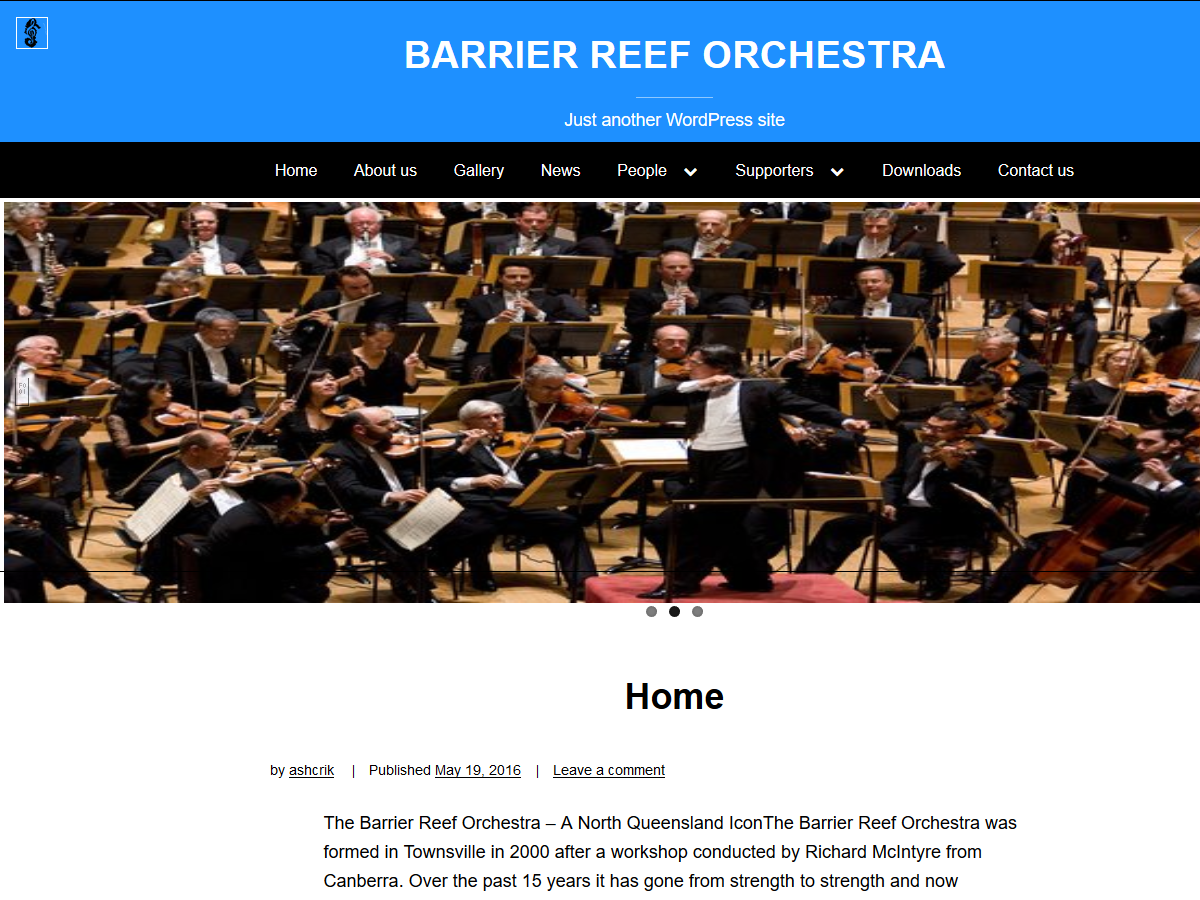 BARRIER REEF ORCHESTRA
Just another WordPress site
Home About us Gallery News People Supporters Downloads Contact us
Home
by ashcrik | Published May 19, 2016 | Leave a comment
The Barrier Reef Orchestra – A North Queensland IconThe Barrier Reef Orchestra was
formed in Townsville in 2000 after a workshop conducted by Richard McIntyre from
Canberra. Over the past 15 years it has gone from strength to strength and now